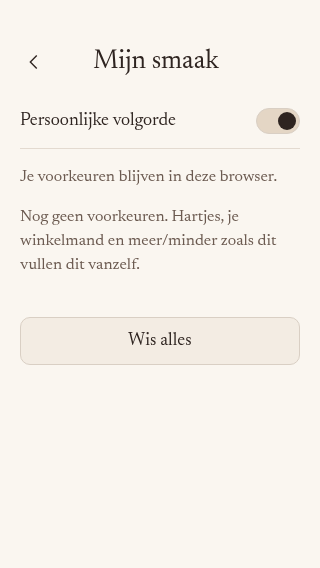 Mijn smaak
Persoonlijke volgorde
Je voorkeuren blijven in deze browser.
Nog geen voorkeuren. Hartjes, je
winkelmand en meer/minder zoals dit
vullen dit vanzelf.
Wis alles